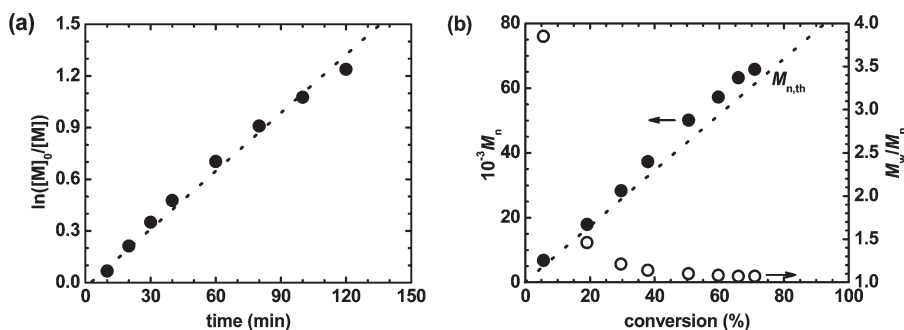 (a)
ln([M]0/[M])
1.5
1.2
0.9
0.6
0.3
0.0
0 30 60 90 120 150
time (min)
(b)
10-3Mn
80
60
40
20
0
Mn,th
4.0
3.5
3.0
2.5
2.0
1.5
1.0
Mw/Mn
0 20 40 60 80 100
conversion (%)